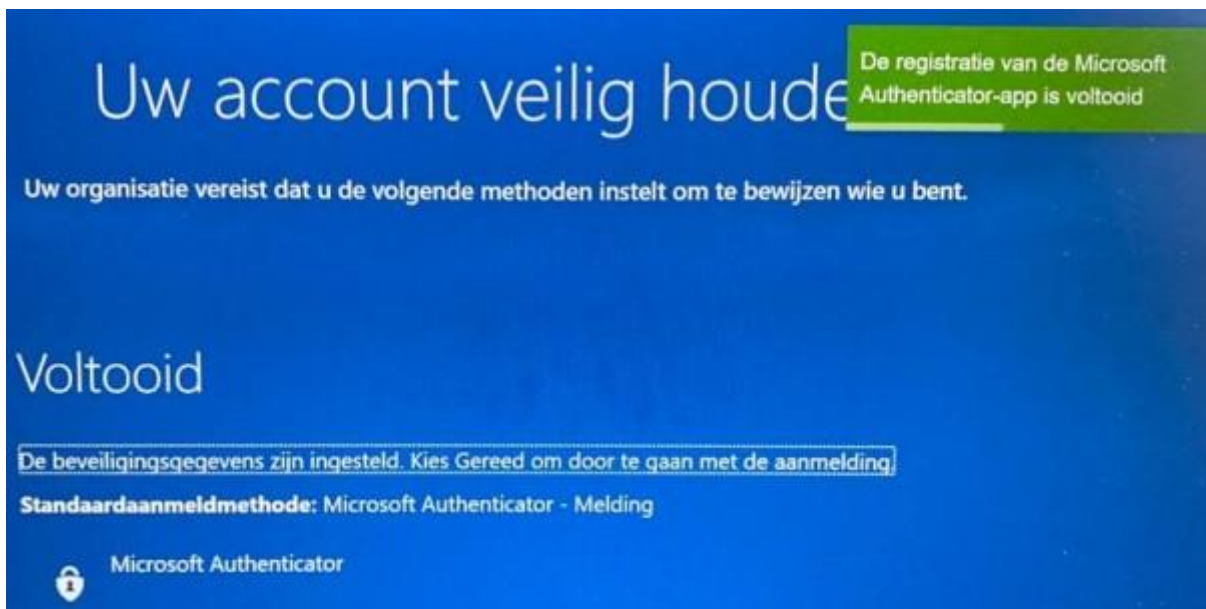 Uw account veilig houde
De registratie van de Microsoft
Authenticator-app is voltooid
Uw organisatie vereist dat u de volgende methoden instelt om te bewijzen wie u bent.
Voltooid
De beveiligingsgegevens zijn ingesteld. Kies Gereed om door te gaan met de aanmelding.
Standaardaanmeldmethode: Microsoft Authenticator - Melding
Microsoft Authenticator